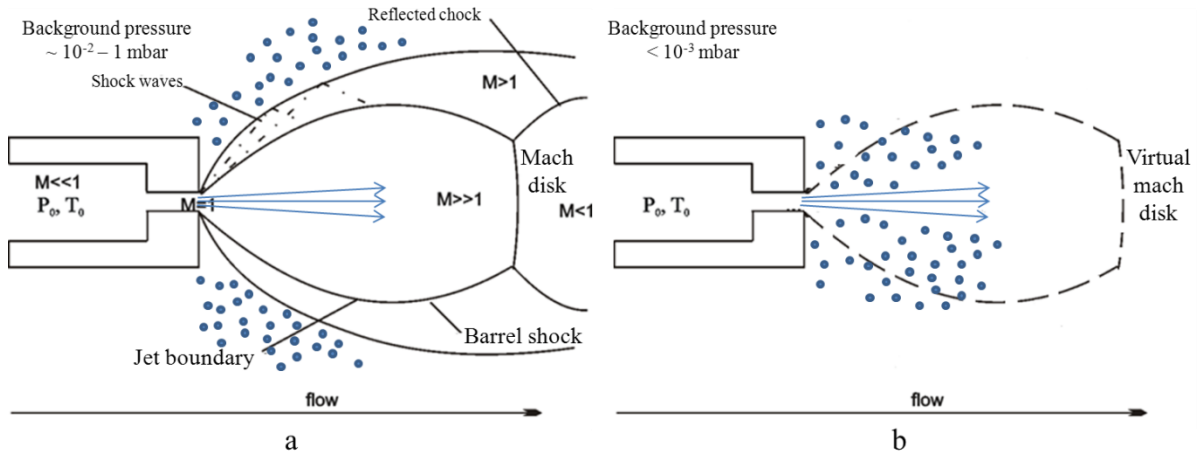 Background pressure
~ 10⁻² – 1 mbar
Shock waves
Reflected chock
M>1
Mach
disk
M<<1
P₀, T₀
M=1
M>>1
M<1
Jet boundary
Barrel shock
flow
a
Background pressure
< 10⁻³ mbar
P₀, T₀
Virtual
mach
disk
flow
b